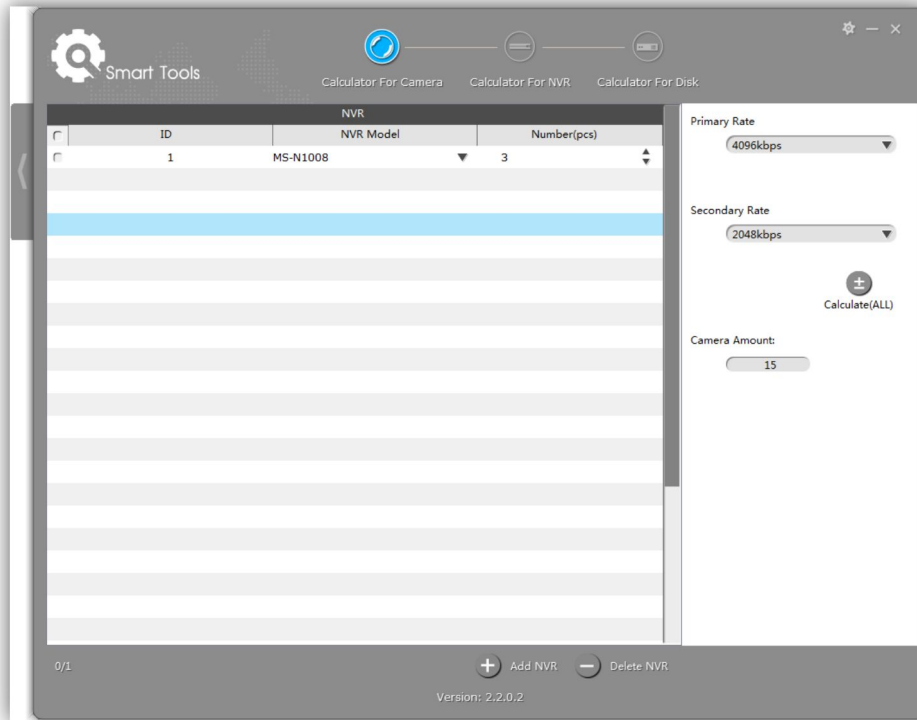 Smart Tools
Calculator For Camera Calculator For NVR Calculator For Disk
NVR
ID NVR Model Number(pcs)
1 MS-N1008 3
Primary Rate
4096kbps
Secondary Rate
2048kbps
Calculate(ALL)
Camera Amount:
15
0/1 Add NVR Delete NVR
Version: 2.2.0.2